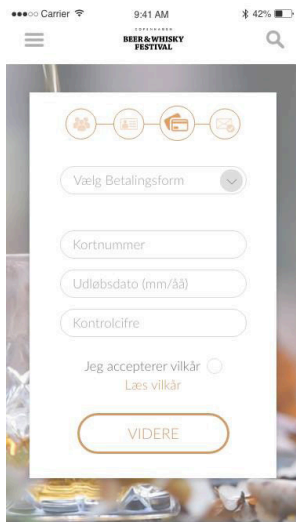 Carrier 9:41 AM 42%
COPENHAGEN
BEER & WHISKY
FESTIVAL
Vælg Betalingsform
Kortnummer
Udløbsdato (mm/åå)
Kontrolcifre
Jeg accepterer vilkår
Læs vilkår
VIDERE